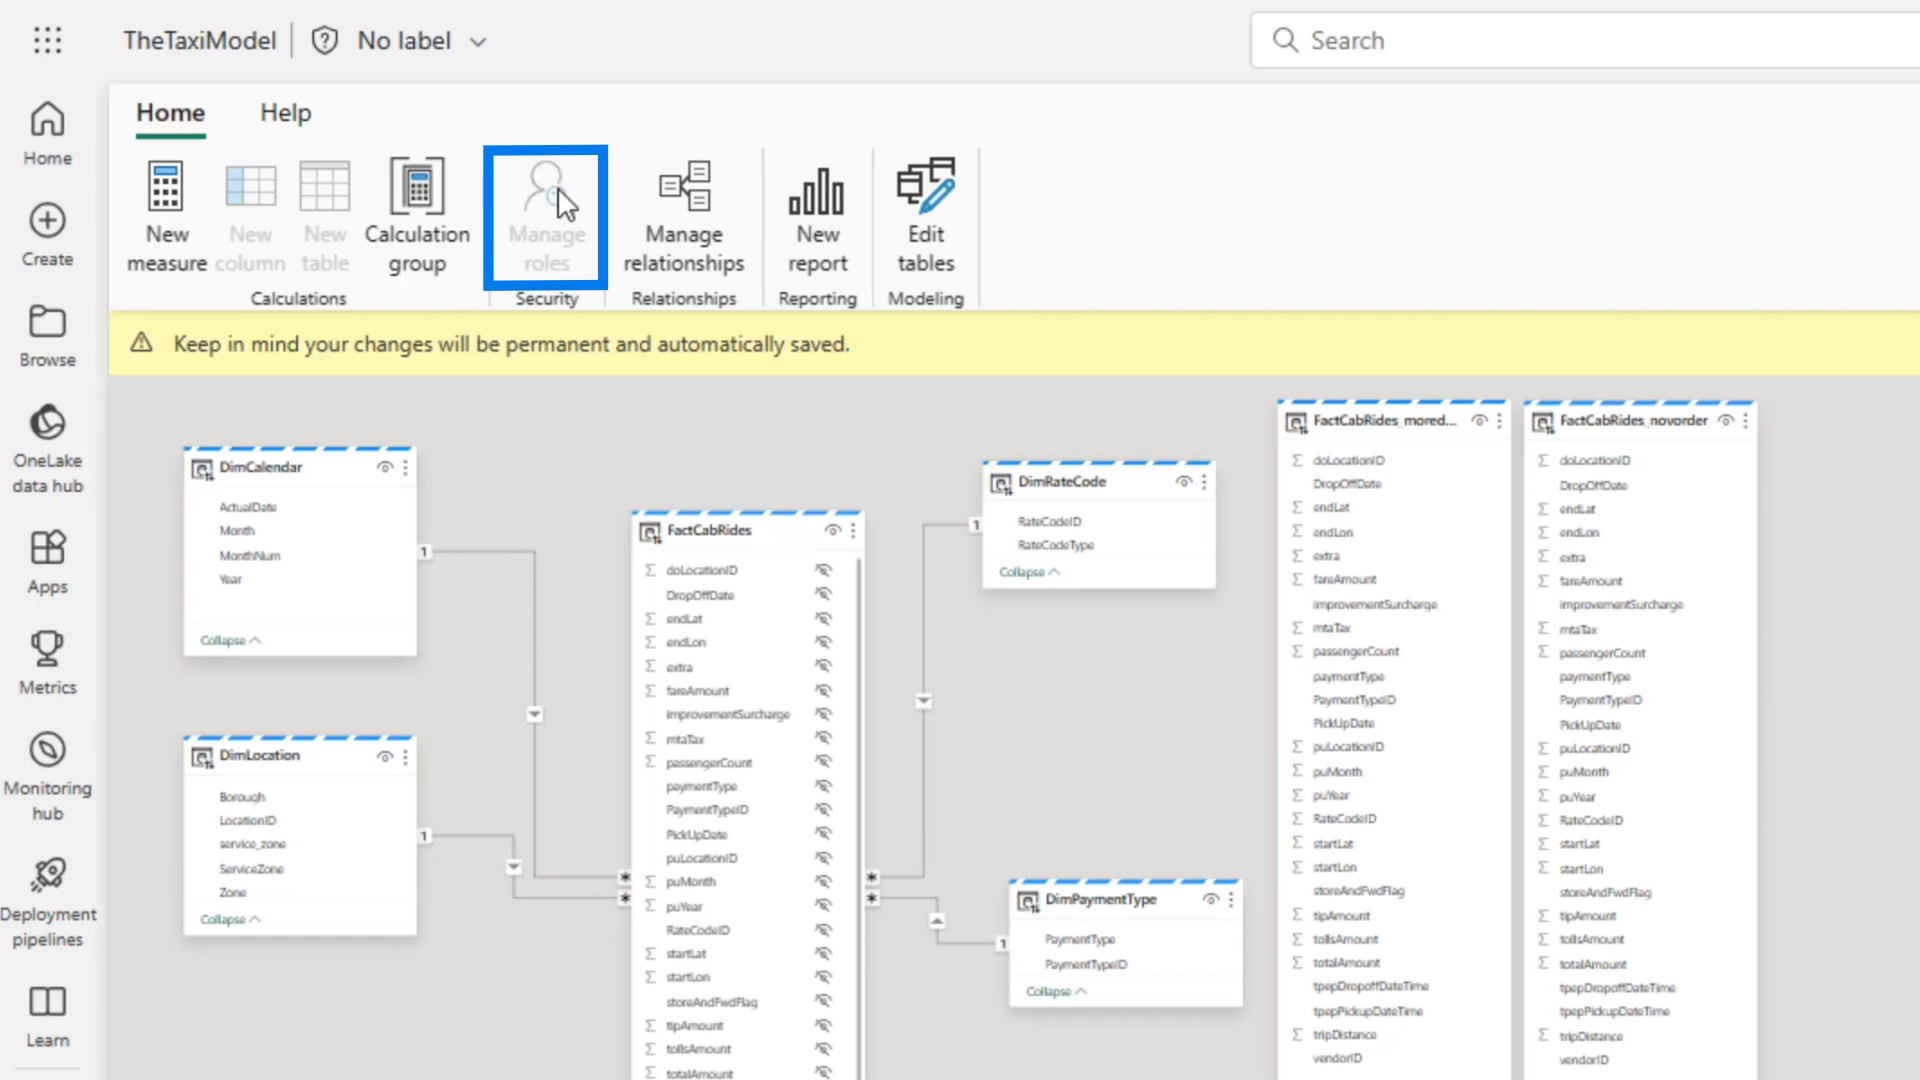 TheTaxiModel
No label
Search
Home
Help
Home
Create
Browse
OneLake
data hub
Apps
Metrics
Monitoring
hub
Deployment
pipelines
Learn
New
measure
New
column
New
table
Calculation
group
Manage
roles
Manage
relationships
New
report
Edit
tables
Calculations
Security
Relationships
Reporting
Modeling
Keep in mind your changes will be permanent and automatically saved.
DimCalendar
ActualDate
Month
MonthNum
Year
Collapse
1
DimLocation
Borough
LocationID
service_zone
ServiceZone
Zone
Collapse
1
FactCabRides
doLocationID
DropOffDate
endLat
endLon
extra
fareAmount
improvementSurcharge
mtaTax
passengerCount
paymentType
PaymentTypeID
PickUpDate
puLocationID
puMonth
puYear
RateCodeID
startLat
startLon
storeAndFwdFlag
tipAmount
tollsAmount
totalAmount
*
*
*
*
DimRateCode
RateCodeID
RateCodeType
Collapse
1
DimPaymentType
PaymentType
PaymentTypeID
Collapse
1
FactCabRides_mored...
doLocationID
DropOffDate
endLat
endLon
extra
fareAmount
improvementSurcharge
mtaTax
passengerCount
paymentType
PaymentTypeID
PickUpDate
puLocationID
puMonth
puYear
RateCodeID
startLat
startLon
storeAndFwdFlag
tipAmount
tollsAmount
totalAmount
tpepDropoffDateTime
tpepPickupDateTime
tripDistance
vendorID
FactCabRides_novorder
doLocationID
DropOffDate
endLat
endLon
extra
fareAmount
improvementSurcharge
mtaTax
passengerCount
paymentType
PaymentTypeID
PickUpDate
puLocationID
puMonth
puYear
RateCodeID
startLat
startLon
storeAndFwdFlag
tipAmount
tollsAmount
totalAmount
tpepDropoffDateTime
tpepPickupDateTime
tripDistance
vendorID